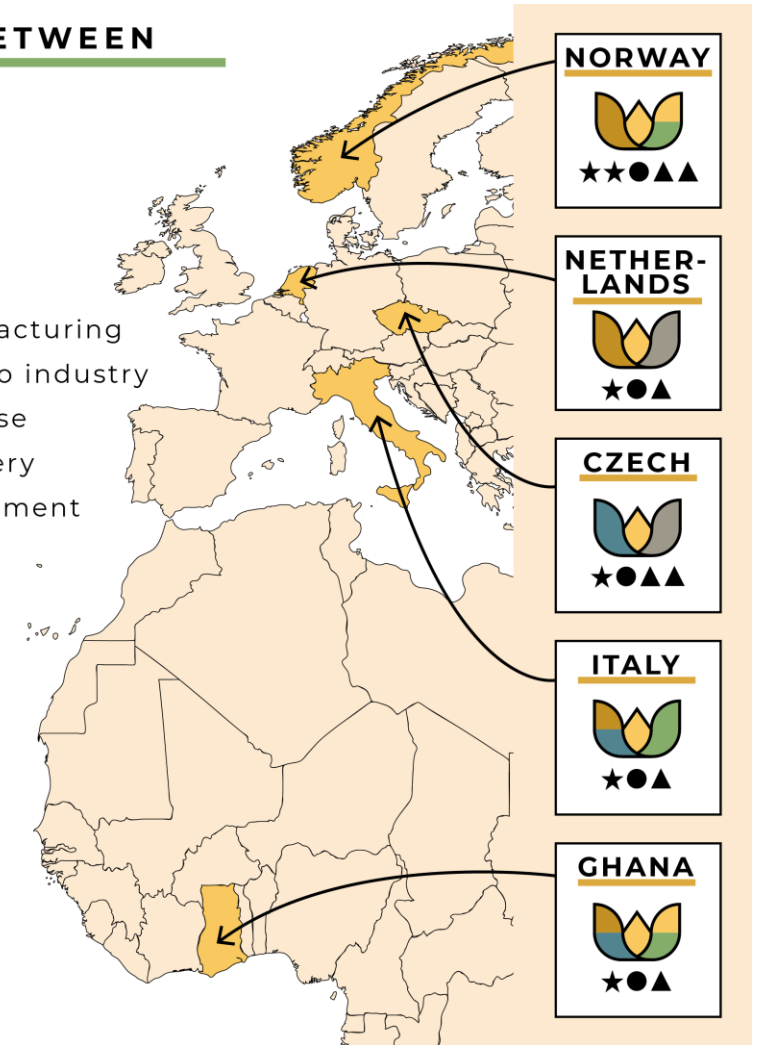 ETWEEN
NORWAY
NETHER-
LANDS
acturing
o industry
se
ery
ment
CZECH
ITALY
GHANA